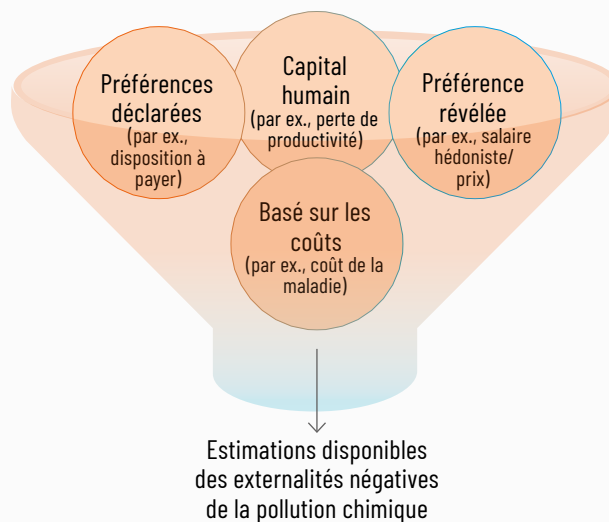 Préférences
déclarées
(par ex.,
disposition à
payer)
Capital
humain
(par ex., perte de
productivité)
Préférence
révélée
(par ex., salaire
hédoniste/
prix)
Basé sur les
coûts
(par ex., coût de la
maladie)
Estimations disponibles
des externalités négatives
de la pollution chimique